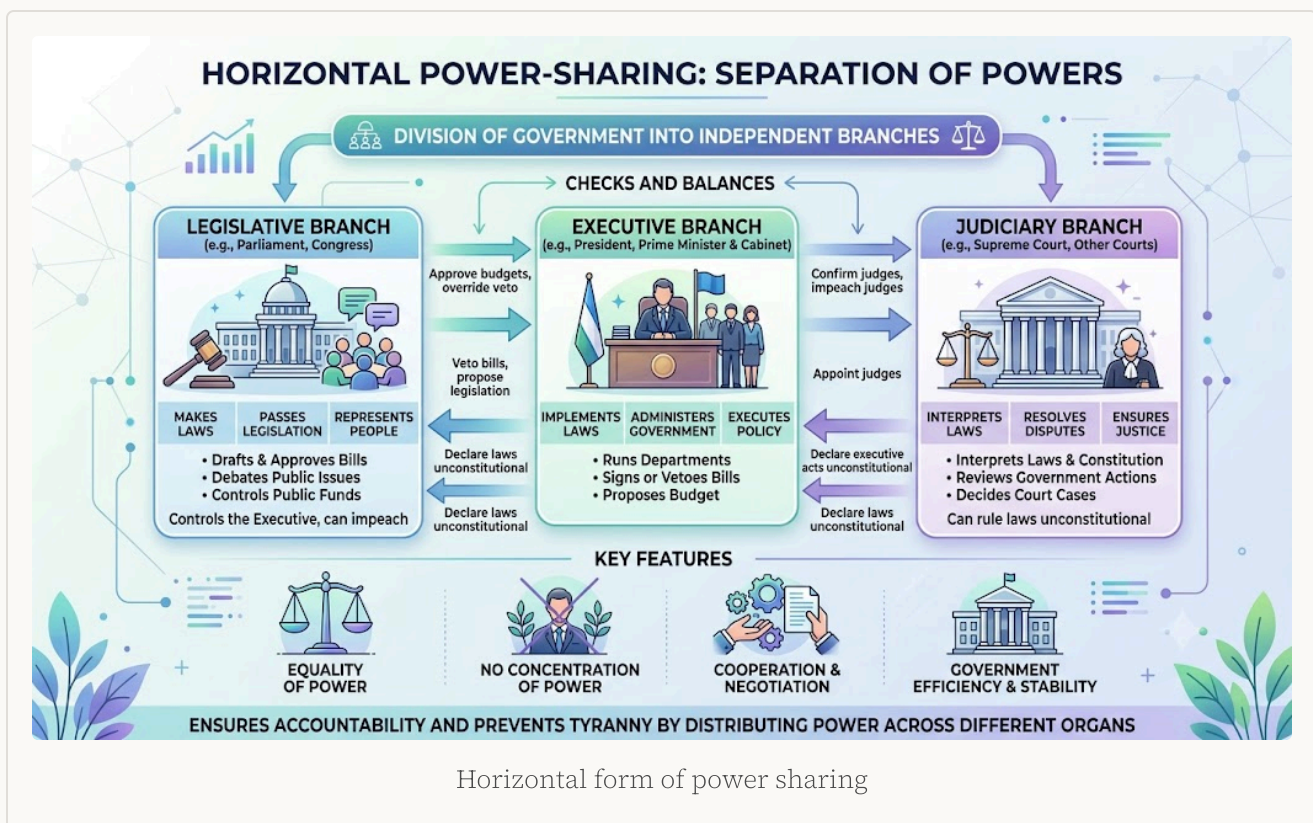 HORIZONTAL POWER-SHARING: SEPARATION OF POWERS
DIVISION OF GOVERNMENT INTO INDEPENDENT BRANCHES
CHECKS AND BALANCES
LEGISLATIVE BRANCH
(e.g., Parliament, Congress)
MAKES
LAWS
PASSES
LEGISLATION
REPRESENTS
PEOPLE
• Drafts & Approves Bills
• Debates Public Issues
• Controls Public Funds
Controls the Executive, can impeach
Approve budgets,
override veto
Veto bills,
propose
legislation
Declare laws
unconstitutional
Declare laws
unconstitutional
EXECUTIVE BRANCH
(e.g., President, Prime Minister & Cabinet)
IMPLEMENTS
LAWS
ADMINISTERS
GOVERNMENT
EXECUTES
POLICY
• Runs Departments
• Signs or Vetoes Bills
• Proposes Budget
Confirm judges,
impeach judges
Appoint judges
Declare executive
acts unconstitutional
Declare laws
unconstitutional
JUDICIARY BRANCH
(e.g., Supreme Court, Other Courts)
INTERPRETS
LAWS
RESOLVES
DISPUTES
ENSURES
JUSTICE
• Interprets Laws & Constitution
• Reviews Government Actions
• Decides Court Cases
Can rule laws unconstitutional
KEY FEATURES
EQUALITY
OF POWER
NO CONCENTRATION
OF POWER
COOPERATION &
NEGOTIATION
GOVERNMENT
EFFICIENCY & STABILITY
ENSURES ACCOUNTABILITY AND PREVENTS TYRANNY BY DISTRIBUTING POWER ACROSS DIFFERENT ORGANS
Horizontal form of power sharing